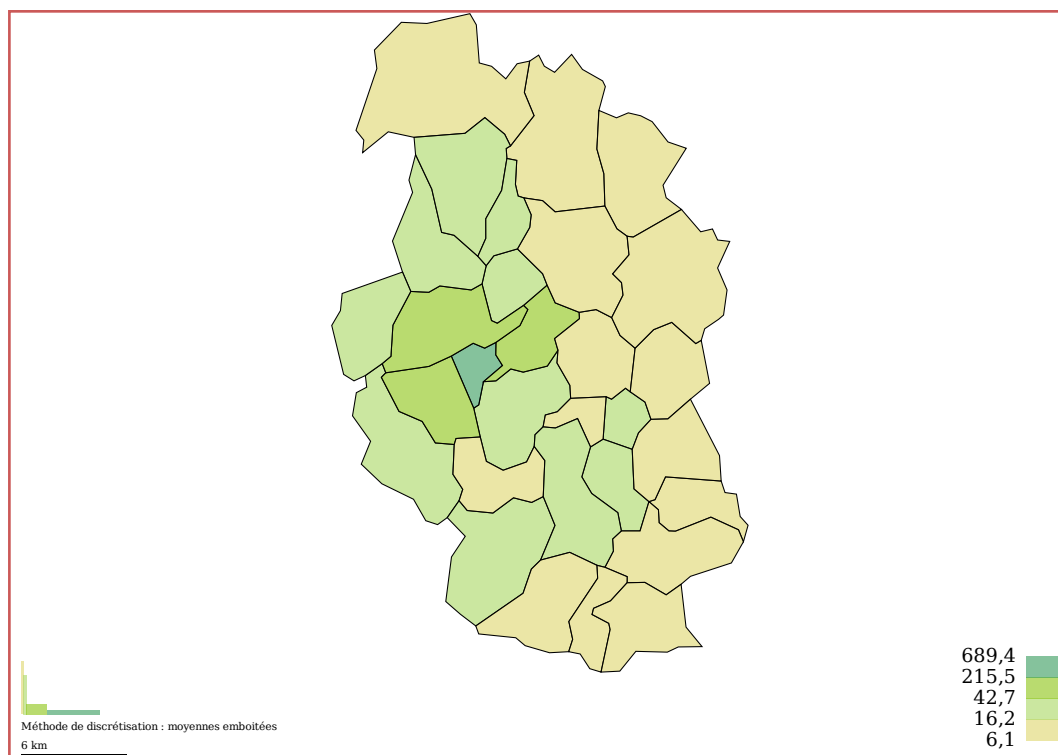 689,4
215,5
42,7
16,2
6,1
Méthode de discrétisation : moyennes emboitées
6 km